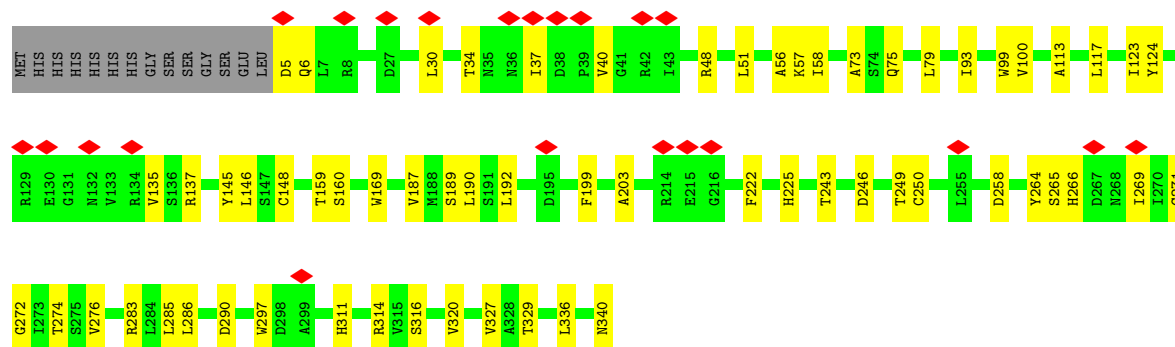 MET HIS HIS HIS HIS HIS HIS GLY SER SER GLY SER GLU LEU D5 Q6 L7 R8 D27 L30 T34 N35 N36 I37 D38 P39 V40 G41 R42 I43 R48 L51 A56 K57 I58 A73 S74 Q75 L79 I93 W99 V100 A113 L117 I123 Y124
R129 E130 G131 N132 V133 R134 V135 S136 R137 Y145 L146 S147 C148 T159 S160 W169 V187 M188 S189 L190 S191 L192 D195 F199 A203 R214 E215 G216 F222 H225 T243 D246 T249 C250 L255 D258 Y264 S265 H266 D267 N268 I269 I270
G272 I273 T274 S275 V276 R283 L284 L285 L286 D290 W297 D298 A299 H311 R314 V315 S316 V320 V327 A328 T329 L336 N340